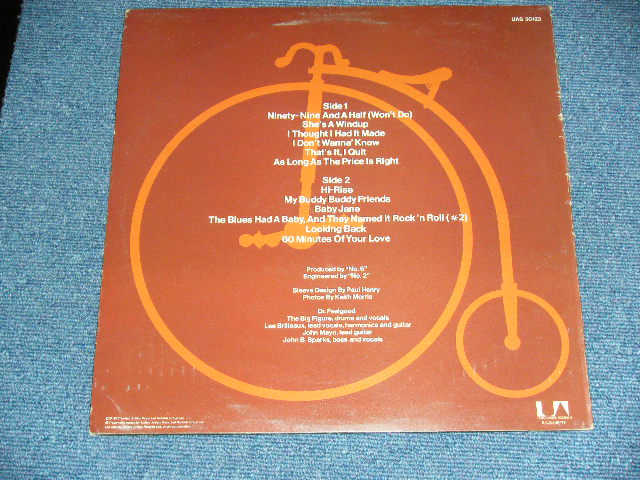 UAS 30123
Side 1
Ninety-Nine And A Half (Won't Do)
She's A Windup
I Thought I Had It Made
I Don't Wanna' Know
That's It, I Quit
As Long As The Price Is Right
Side 2
Hi-Rise
My Buddy Buddy Friends
Baby Jane
The Blues Had A Baby, And They Named It Rock 'n Roll (*2)
Looking Back
60 Minutes Of Your Love
Produced by "No. 6"
Engineered by "No. 2"
Sleeve Design By Paul Henry
Photos By Keith Morris
Dr. Feelgood
The Big Figure, drums and vocals
Lee Brilleaux, lead vocals, harmonica and guitar
John Mayo, lead guitar
John B. Sparks, bass and vocals
UA